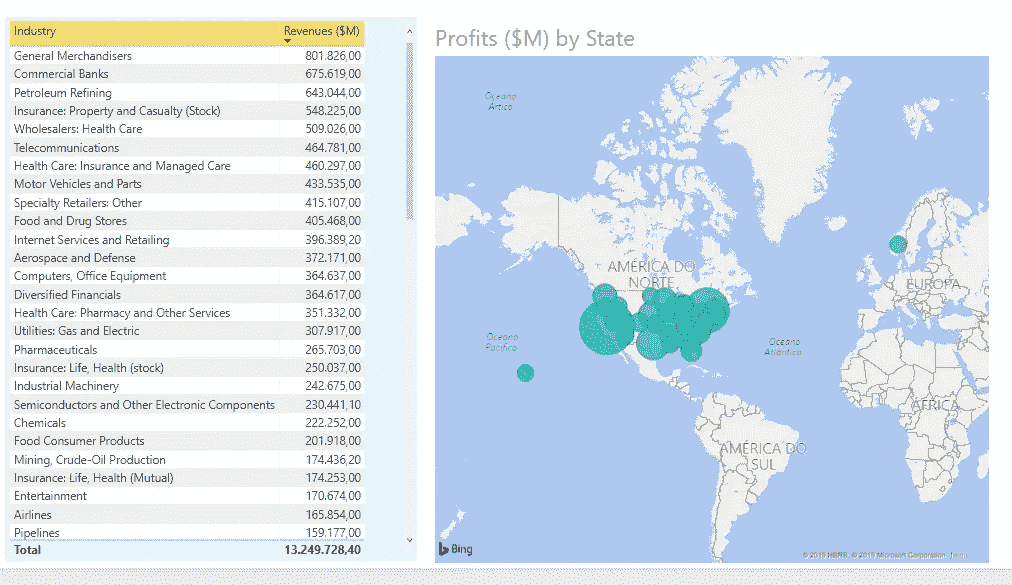 Industry Revenues ($M)
General Merchandisers 801.826,00
Commercial Banks 675.619,00
Petroleum Refining 643.044,00
Insurance: Property and Casualty (Stock) 548.225,00
Wholesalers: Health Care 509.026,00
Telecommunications 464.781,00
Health Care: Insurance and Managed Care 460.297,00
Motor Vehicles and Parts 433.535,00
Specialty Retailers: Other 415.107,00
Food and Drug Stores 405.468,00
Internet Services and Retailing 396.389,20
Aerospace and Defense 372.171,00
Computers, Office Equipment 364.637,00
Diversified Financials 364.617,00
Health Care: Pharmacy and Other Services 351.332,00
Utilities: Gas and Electric 307.917,00
Pharmaceuticals 265.703,00
Insurance: Life, Health (stock) 250.037,00
Industrial Machinery 242.675,00
Semiconductors and Other Electronic Components 230.441,10
Chemicals 222.252,00
Food Consumer Products 201.918,00
Mining, Crude-Oil Production 174.436,20
Insurance: Life, Health (Mutual) 174.253,00
Entertainment 170.674,00
Airlines 165.854,00
Pipelines 159.177,00
Total 13.249.728,40
Profits ($M) by State
Oceano
Ártico
AMÉRICA DO
NORTE
EUROPA
Oceano
Pacífico
Oceano
Atlântico
ÁFRICA
AMÉRICA DO
SUL
Bing
© 2019 HERE, © 2019 Microsoft Corporation Terms